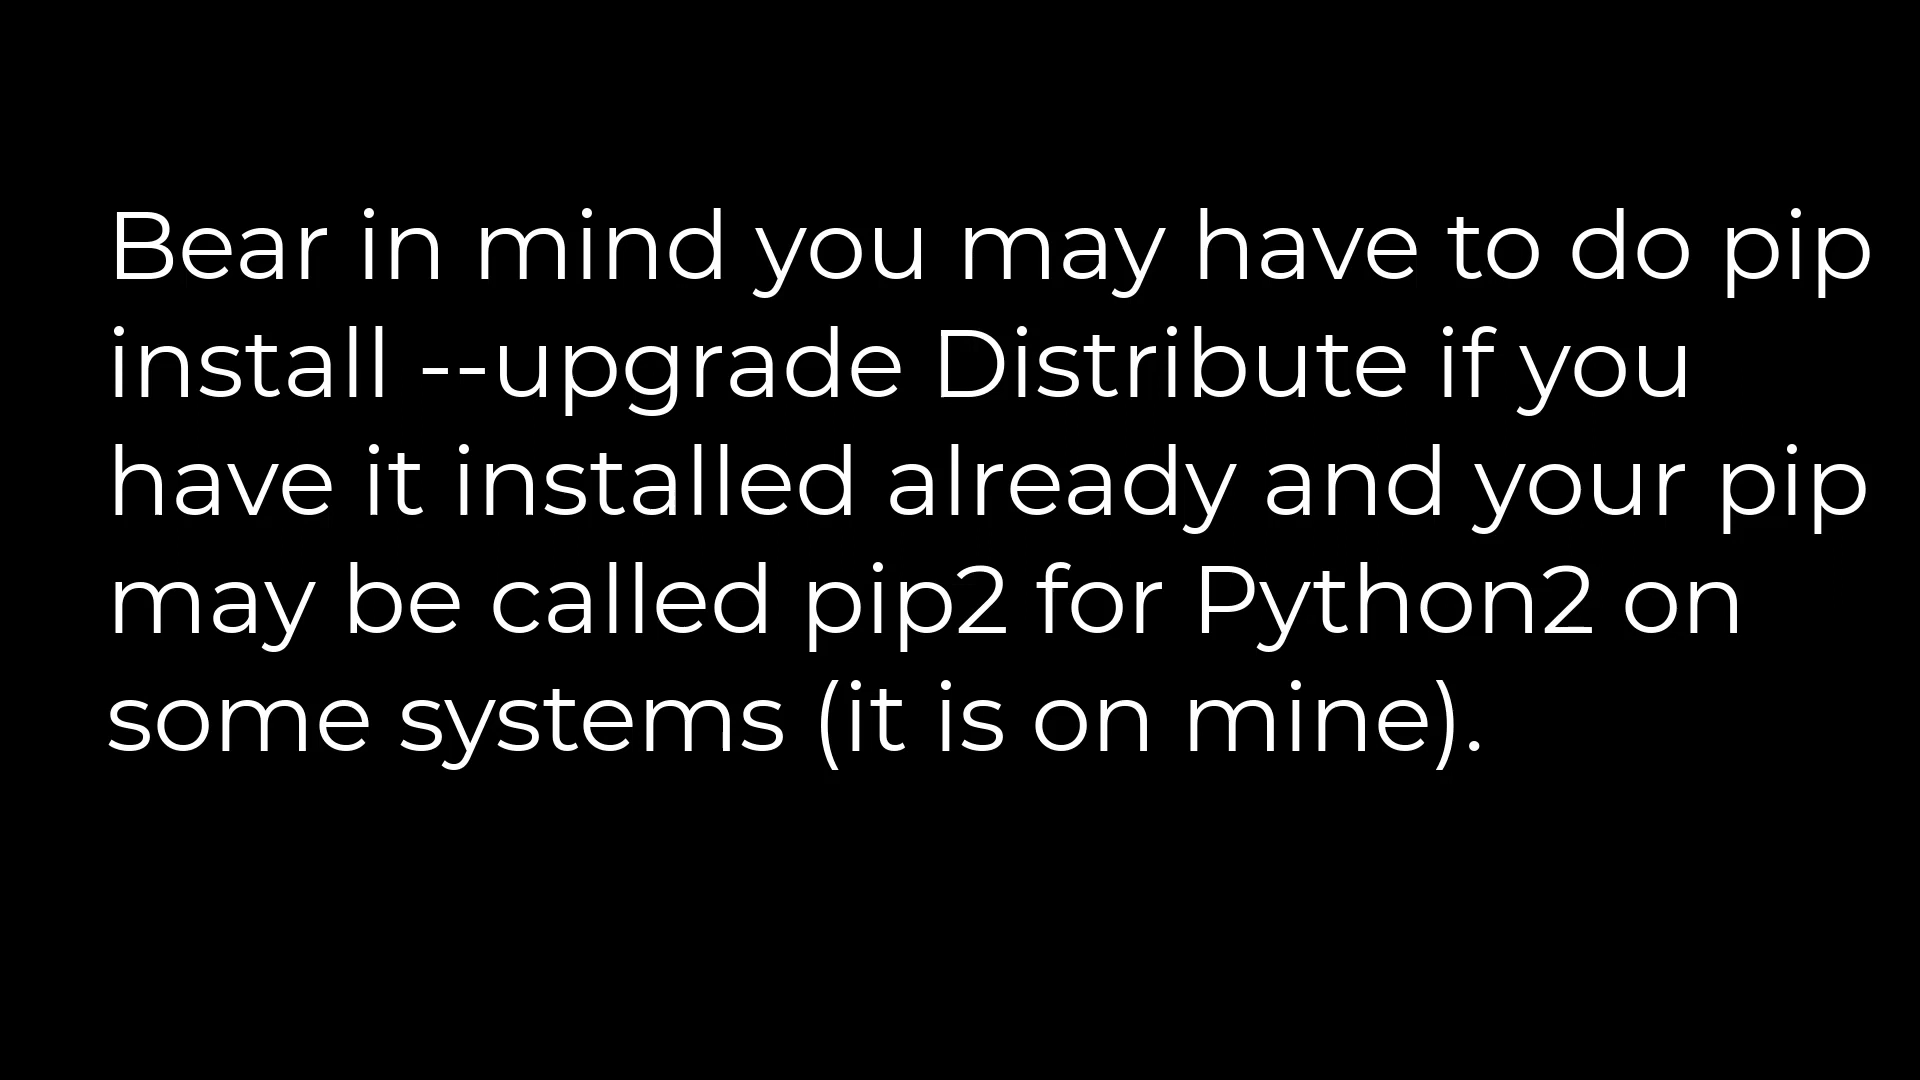 Bear in mind you may have to do pip
install --upgrade Distribute if you
have it installed already and your pip
may be called pip2 for Python2 on
some systems (it is on mine).